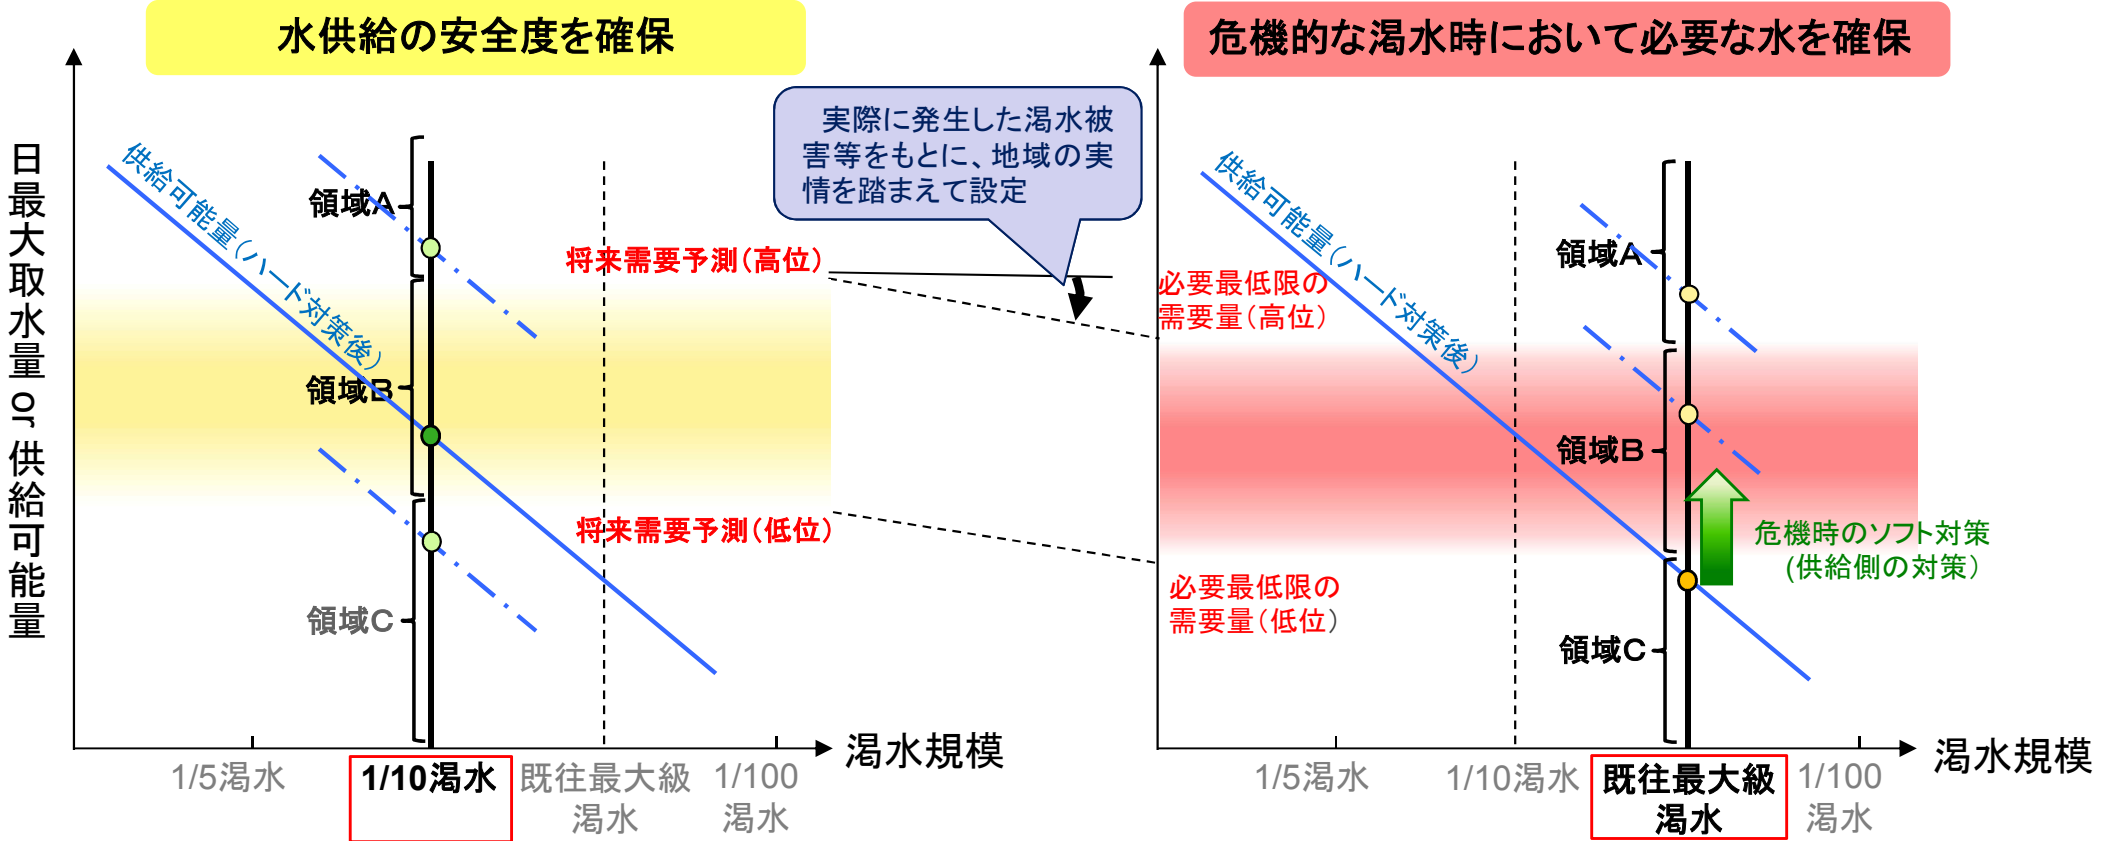 水供給の安全度を確保
日最大取水量 or 供給可能量
供給可能量(ハード対策後)
領域A
領域B
領域C
将来需要予測(高位)
将来需要予測(低位)
1/5渇水
1/10渇水
既往最大級
渇水
1/100
渇水
渇水規模
実際に発生した渇水被
害等をもとに、地域の実
情を踏まえて設定
危機的な渇水時において必要な水を確保
供給可能量(ハード対策後)
必要最低限の
需要量(高位)
必要最低限の
需要量(低位)
領域A
領域B
領域C
危機時のソフト対策
(供給側の対策)
1/5渇水
1/10渇水
既往最大級
渇水
1/100
渇水
渇水規模